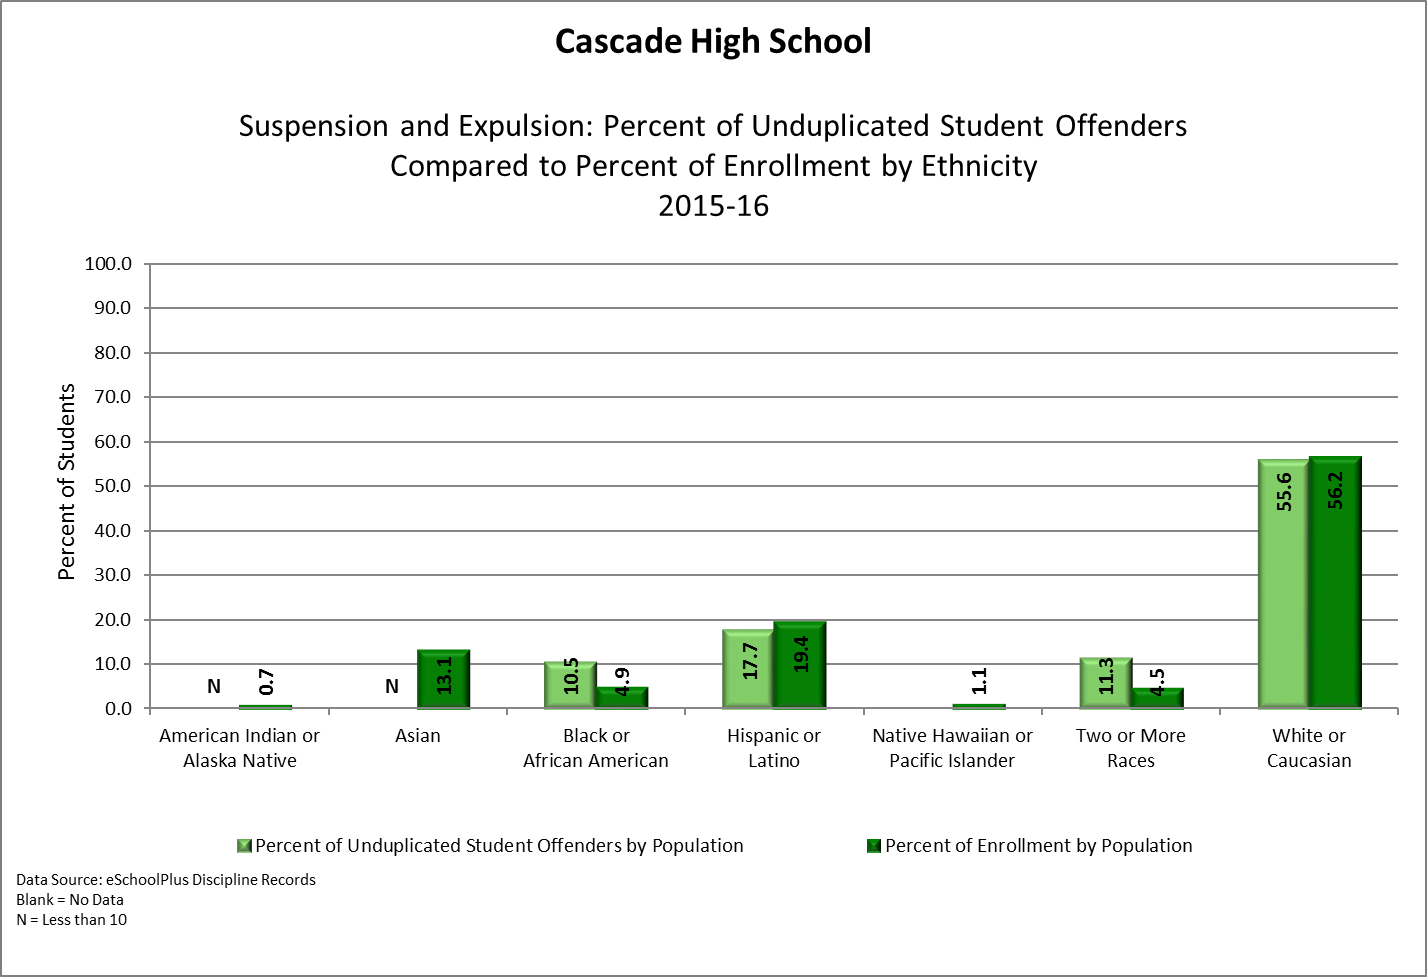 Cascade High School
Suspension and Expulsion: Percent of Unduplicated Student Offenders
Compared to Percent of Enrollment by Ethnicity
2015-16
Percent of Students
100.0
90.0
80.0
70.0
60.0
50.0
40.0
30.0
20.0
10.0
0.0
N
0.7
N
13.1
10.5
4.9
17.7
19.4
1.1
11.3
4.5
55.6
56.2
American Indian or
Alaska Native
Asian
Black or
African American
Hispanic or
Latino
Native Hawaiian or
Pacific Islander
Two or More
Races
White or
Caucasian
Percent of Unduplicated Student Offenders by Population
Percent of Enrollment by Population
Data Source: eSchoolPlus Discipline Records
Blank = No Data
N = Less than 10